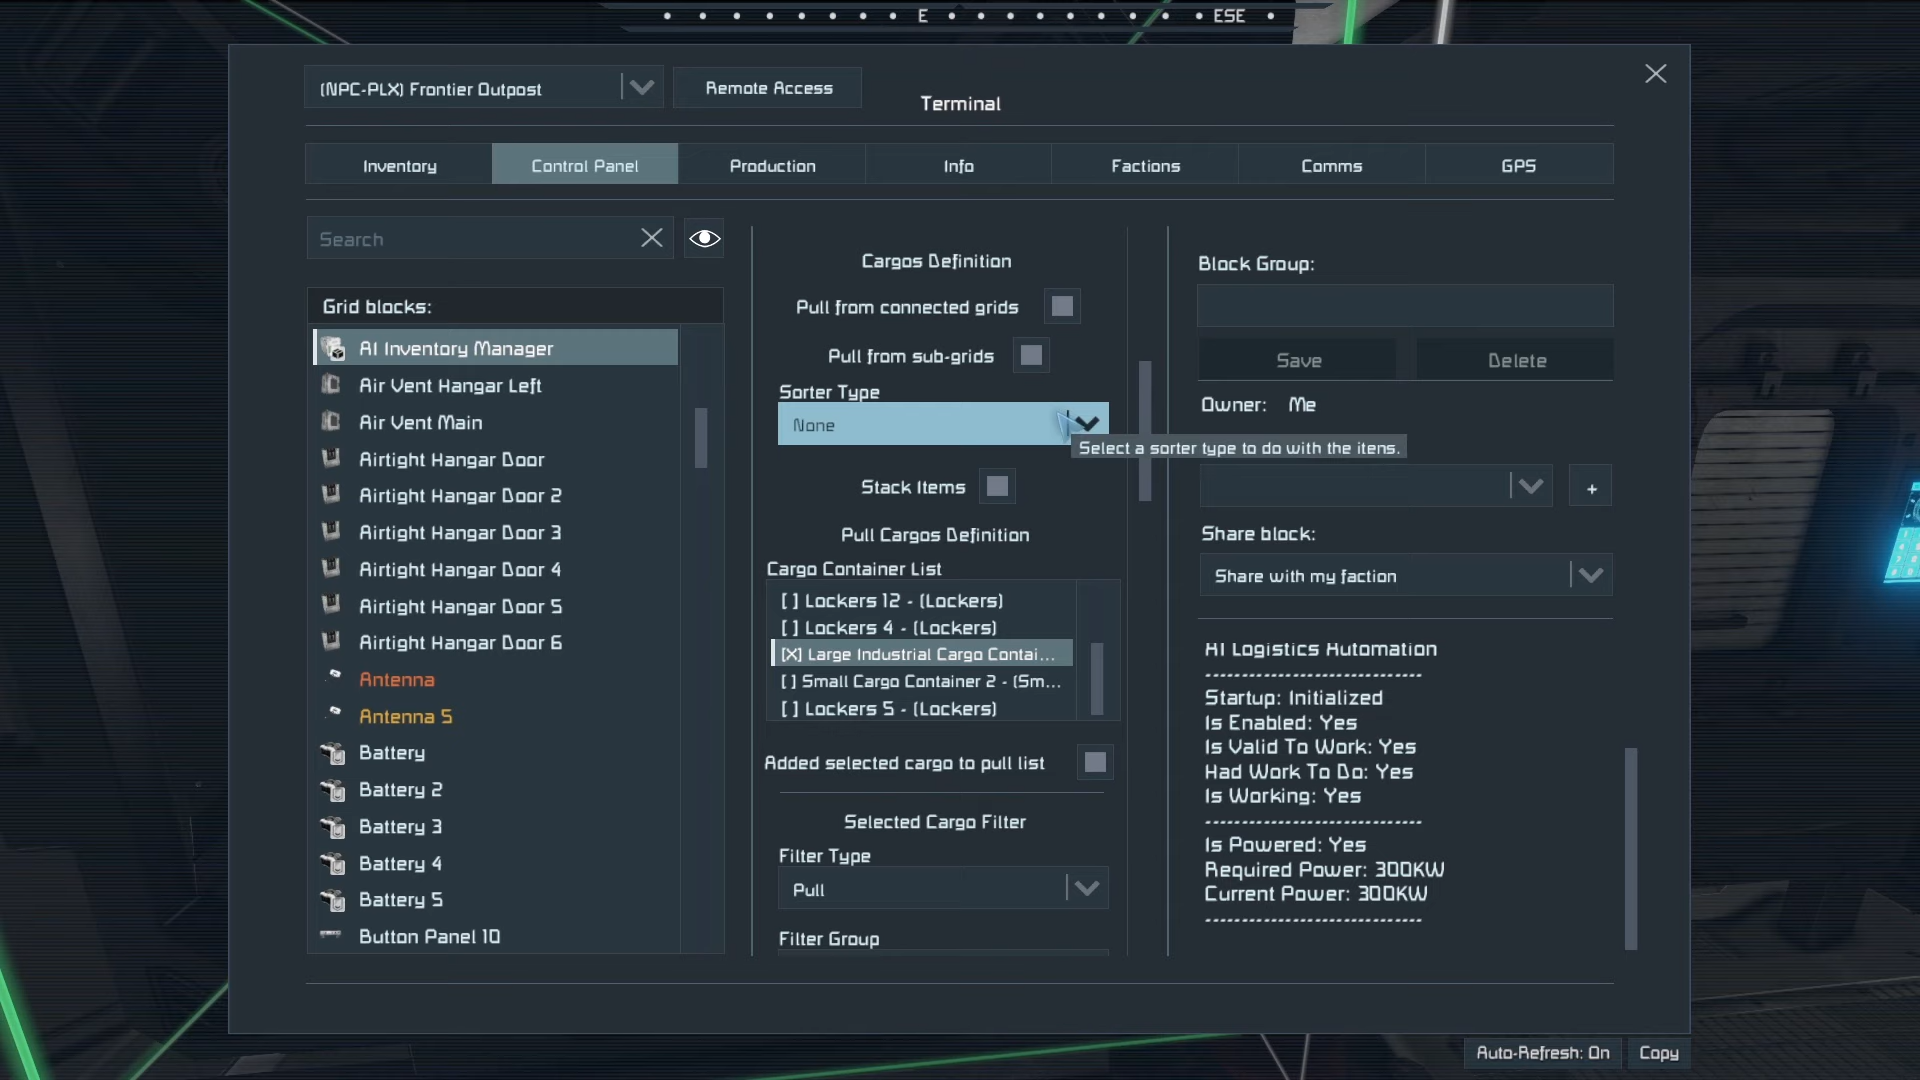 E
ESE
(NPC-PLX) Frontier Outpost
Remote Access
Terminal
Inventory
Control Panel
Production
Info
Factions
Comms
GPS
Search
Grid blocks:
AI Inventory Manager
Air Vent Hangar Left
Air Vent Main
Airtight Hangar Door
Airtight Hangar Door 2
Airtight Hangar Door 3
Airtight Hangar Door 4
Airtight Hangar Door 5
Airtight Hangar Door 6
Antenna
Antenna 5
Battery
Battery 2
Battery 3
Battery 4
Battery 5
Button Panel 10
Cargos Definition
Pull from connected grids
Pull from sub-grids
Sorter Type
None
Select a sorter type to do with the itens.
Stack Items
Pull Cargos Definition
Cargo Container List
[ ] Lockers 12 - (Lockers)
[ ] Lockers 4 - (Lockers)
[X] Large Industrial Cargo Contai...
[ ] Small Cargo Container 2 - (Sm...
[ ] Lockers 5 - (Lockers)
Added selected cargo to pull list
Selected Cargo Filter
Filter Type
Pull
Filter Group
Block Group:
Save
Delete
Owner: Me
+
Share block:
Share with my faction
AI Logistics Automation
----------------------------
Startup: Initialized
Is Enabled: Yes
Is Valid To Work: Yes
Had Work To Do: Yes
Is Working: Yes
----------------------------
Is Powered: Yes
Required Power: 300KW
Current Power: 300KW
----------------------------
Auto-Refresh: On
Copy